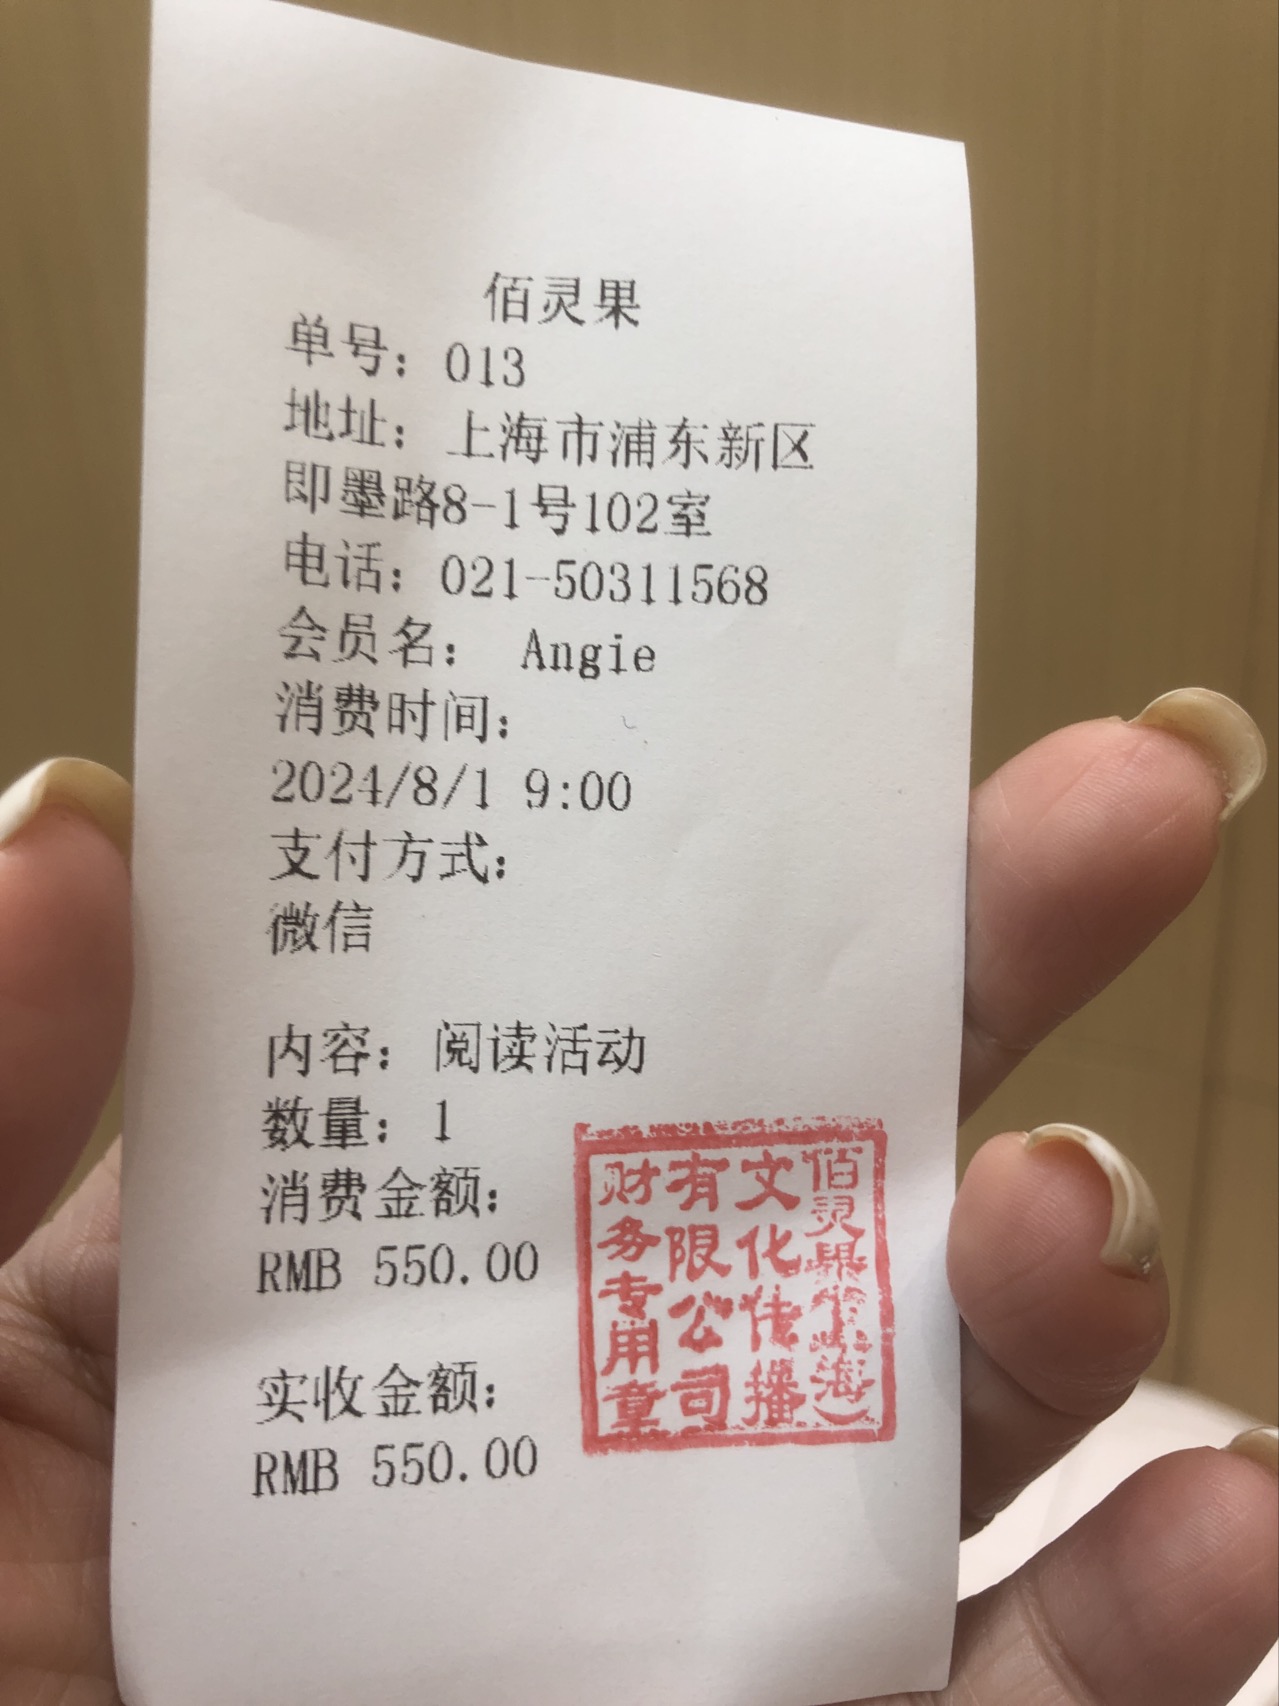 佰灵果
单号：013
地址：上海市浦东新区
即墨路8-1号102室
电话：021-50311568
会员名： Angie
消费时间：
2024/8/1 9:00
支付方式：
微信
内容：阅读活动
数量：1
消费金额：
RMB 550.00
实收金额：
RMB 550.00
佰灵果（上海）
文化传播
有限公司
财务专用章